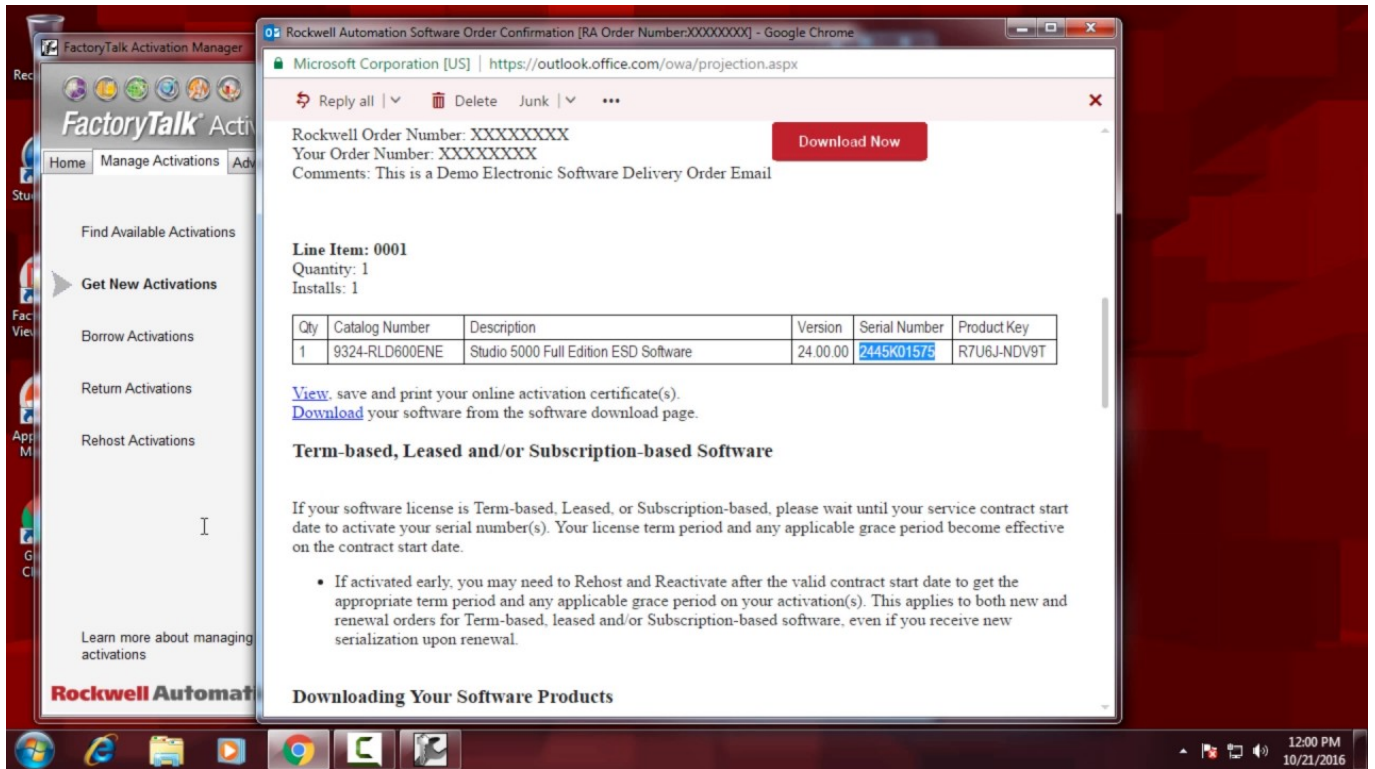 Rockwell Automation Software Order Confirmation [RA Order Number:XXXXXXXX] - Google Chrome
FactoryTalk Activation Manager
Microsoft Corporation [US] | https://outlook.office.com/owa/projection.aspx
Reply all
Delete
Junk
FactoryTalk
Home
Manage Activations
Find Available Activations
Get New Activations
Borrow Activations
Return Activations
Rehost Activations
Learn more about managing
activations
Rockwell Automati
Rockwell Order Number: XXXXXXXX
Your Order Number: XXXXXXXX
Comments: This is a Demo Electronic Software Delivery Order Email
Download Now
Line Item: 0001
Quantity: 1
Installs: 1
Qty Catalog Number Description Version Serial Number Product Key
1 9324-RLD600ENE Studio 5000 Full Edition ESD Software 24.00.00 2445K01575 R7U6J-NDV9T
View, save and print your online activation certificate(s).
Download your software from the software download page.
Term-based, Leased and/or Subscription-based Software
If your software license is Term-based, Leased, or Subscription-based, please wait until your service contract start
date to activate your serial number(s). Your license term period and any applicable grace period become effective
on the contract start date.
• If activated early, you may need to Rehost and Reactivate after the valid contract start date to get the
appropriate term period and any applicable grace period on your activation(s). This applies to both new and
renewal orders for Term-based, leased and/or Subscription-based software, even if you receive new
serialization upon renewal.
Downloading Your Software Products
12:00 PM
10/21/2016